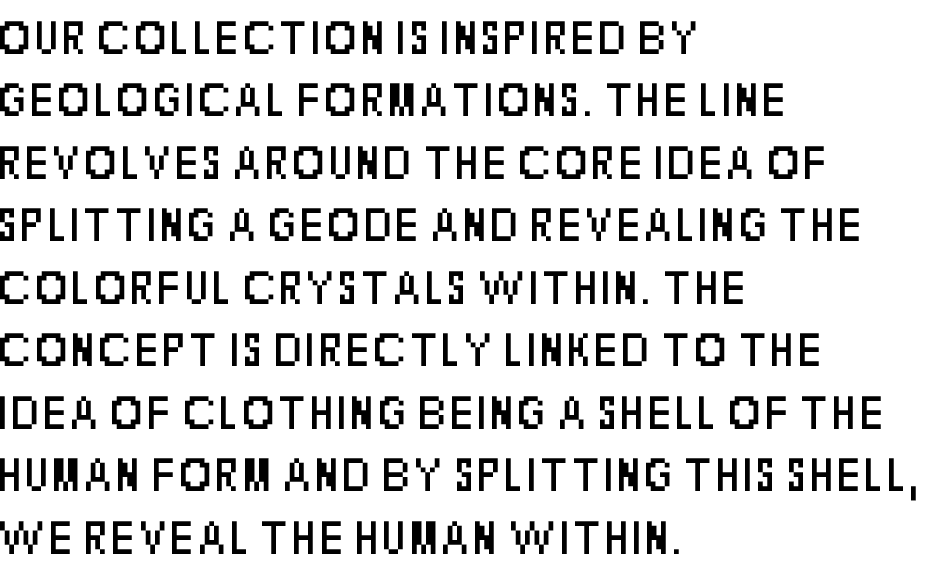 OUR COLLECTION IS INSPIRED BY
GEOLOGICAL FORMATIONS. THE LINE
REVOLVES AROUND THE CORE IDEA OF
SPLITTING A GEODE AND REVEALING THE
COLORFUL CRYSTALS WITHIN. THE
CONCEPT IS DIRECTLY LINKED TO THE
IDEA OF CLOTHING BEING A SHELL OF THE
HUMAN FORM AND BY SPLITTING THIS SHELL,
WE REVEAL THE HUMAN WITHIN.